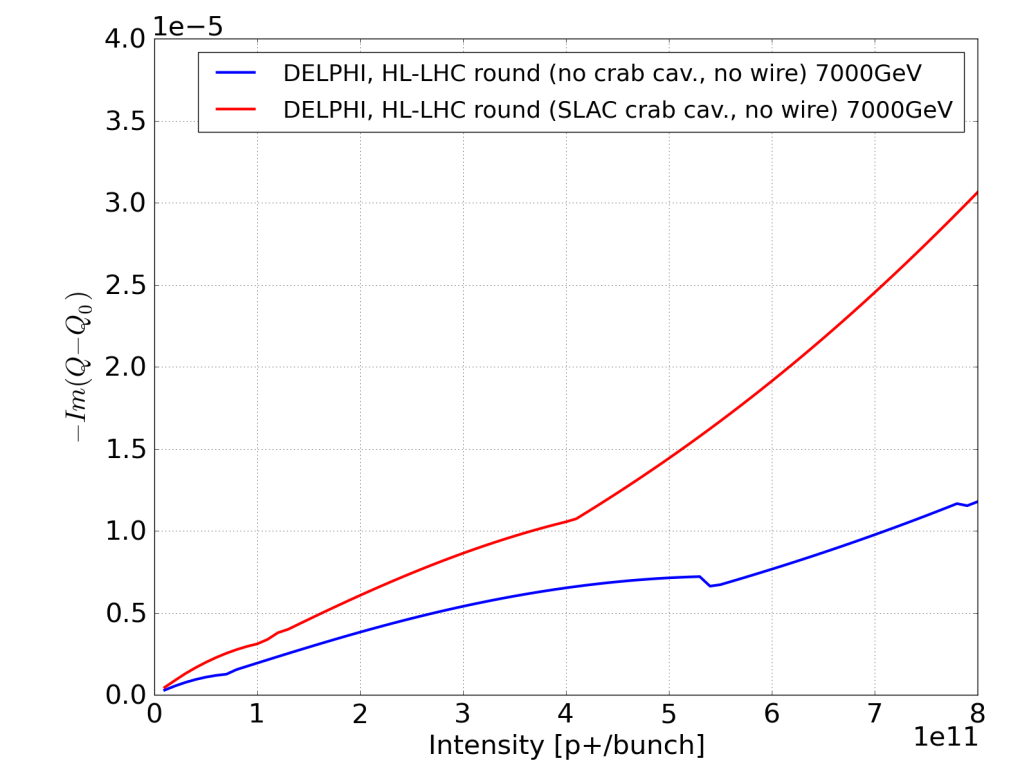 1e−5
DELPHI, HL-LHC round (no crab cav., no wire) 7000GeV
DELPHI, HL-LHC round (SLAC crab cav., no wire) 7000GeV
4.0
3.5
3.0
2.5
2.0
1.5
1.0
0.5
0.0
−Im(Q−Q₀)
0 1 2 3 4 5 6 7 8
1e11
Intensity [p+/bunch]